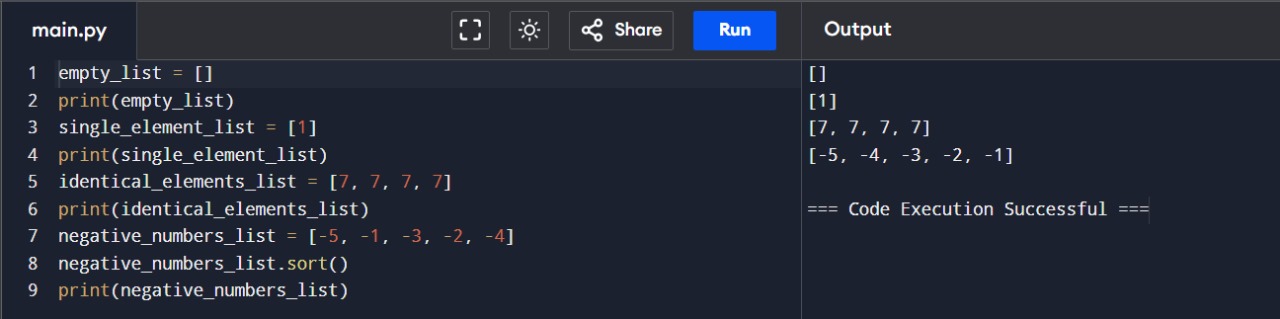 main.py
Share
Run
Output
1 empty_list = []
2 print(empty_list)
3 single_element_list = [1]
4 print(single_element_list)
5 identical_elements_list = [7, 7, 7, 7]
6 print(identical_elements_list)
7 negative_numbers_list = [-5, -1, -3, -2, -4]
8 negative_numbers_list.sort()
9 print(negative_numbers_list)
[]
[1]
[7, 7, 7, 7]
[-5, -4, -3, -2, -1]
=== Code Execution Successful ===